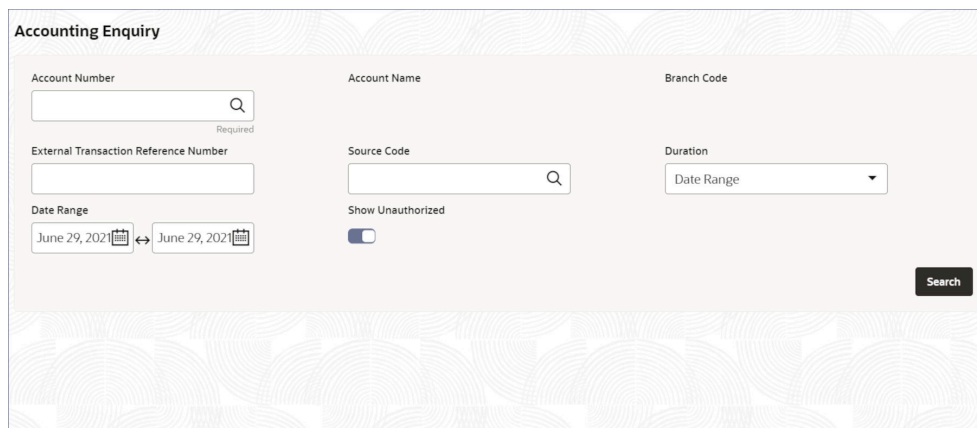 Accounting Enquiry
Account Number
Account Name
Branch Code
Required
External Transaction Reference Number
Source Code
Duration
Date Range
Date Range
Show Unauthorized
June 29, 2021
June 29, 2021
Search